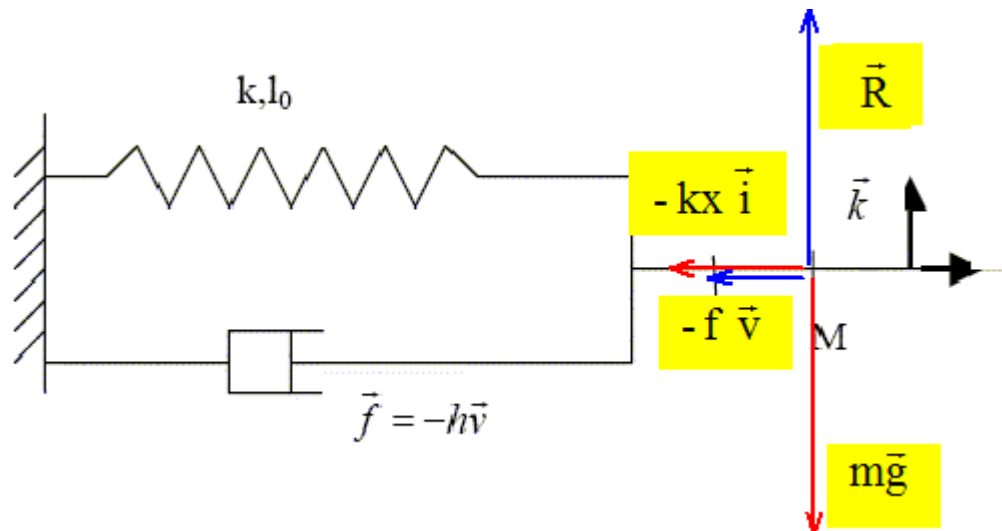 k,l₀
R⃗
- kx i⃗
k⃗
- f v⃗
M
f⃗ = −hv⃗
mg⃗